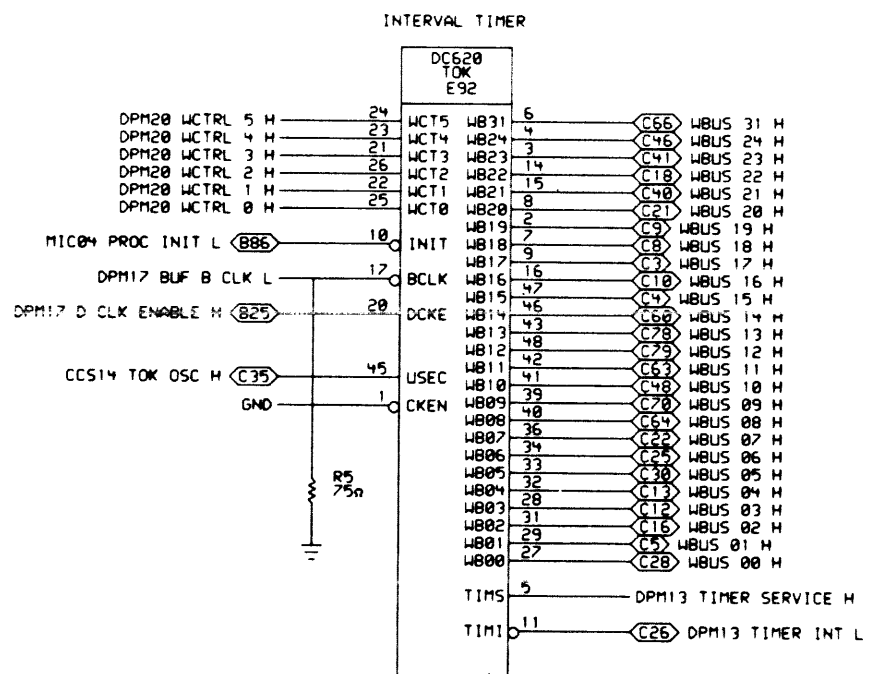 INTERVAL TIMER
DC620
TOK
E92
DPM20 WCTRL 5 H 24 WCT5 WB31 6 C66 WBUS 31 H
DPM20 WCTRL 4 H 23 WCT4 WB24 4 C46 WBUS 24 H
DPM20 WCTRL 3 H 21 WCT3 WB23 3 C41 WBUS 23 H
DPM20 WCTRL 2 H 26 WCT2 WB22 14 C18 WBUS 22 H
DPM20 WCTRL 1 H 22 WCT1 WB21 15 C40 WBUS 21 H
DPM20 WCTRL 0 H 25 WCT0 WB20 8 C21 WBUS 20 H
WB19 2 C9 WBUS 19 H
MIC04 PROC INIT L B86 10 INIT WB18 7 C8 WBUS 18 H
WB17 9 C3 WBUS 17 H
DPM17 BUF B CLK L 17 BCLK WB16 16 C10 WBUS 16 H
WB15 47 C4 WBUS 15 H
DPM17 D CLK ENABLE H B25 20 DCKE WB14 46 C60 WBUS 14 H
WB13 43 C78 WBUS 13 H
WB12 48 C79 WBUS 12 H
WB11 42 C63 WBUS 11 H
CCS14 TOK OSC H C35 45 USEC WB10 41 C48 WBUS 10 H
GND 1 CKEN WB09 39 C70 WBUS 09 H
WB08 40 C64 WBUS 08 H
WB07 36 C22 WBUS 07 H
WB06 34 C25 WBUS 06 H
WB05 33 C30 WBUS 05 H
R5
75Ω
WB04 32 C13 WBUS 04 H
WB03 28 C12 WBUS 03 H
WB02 31 C16 WBUS 02 H
WB01 29 C5 WBUS 01 H
WB00 27 C28 WBUS 00 H
TIMS 5 DPM13 TIMER SERVICE H
TIMI 11 C26 DPM13 TIMER INT L